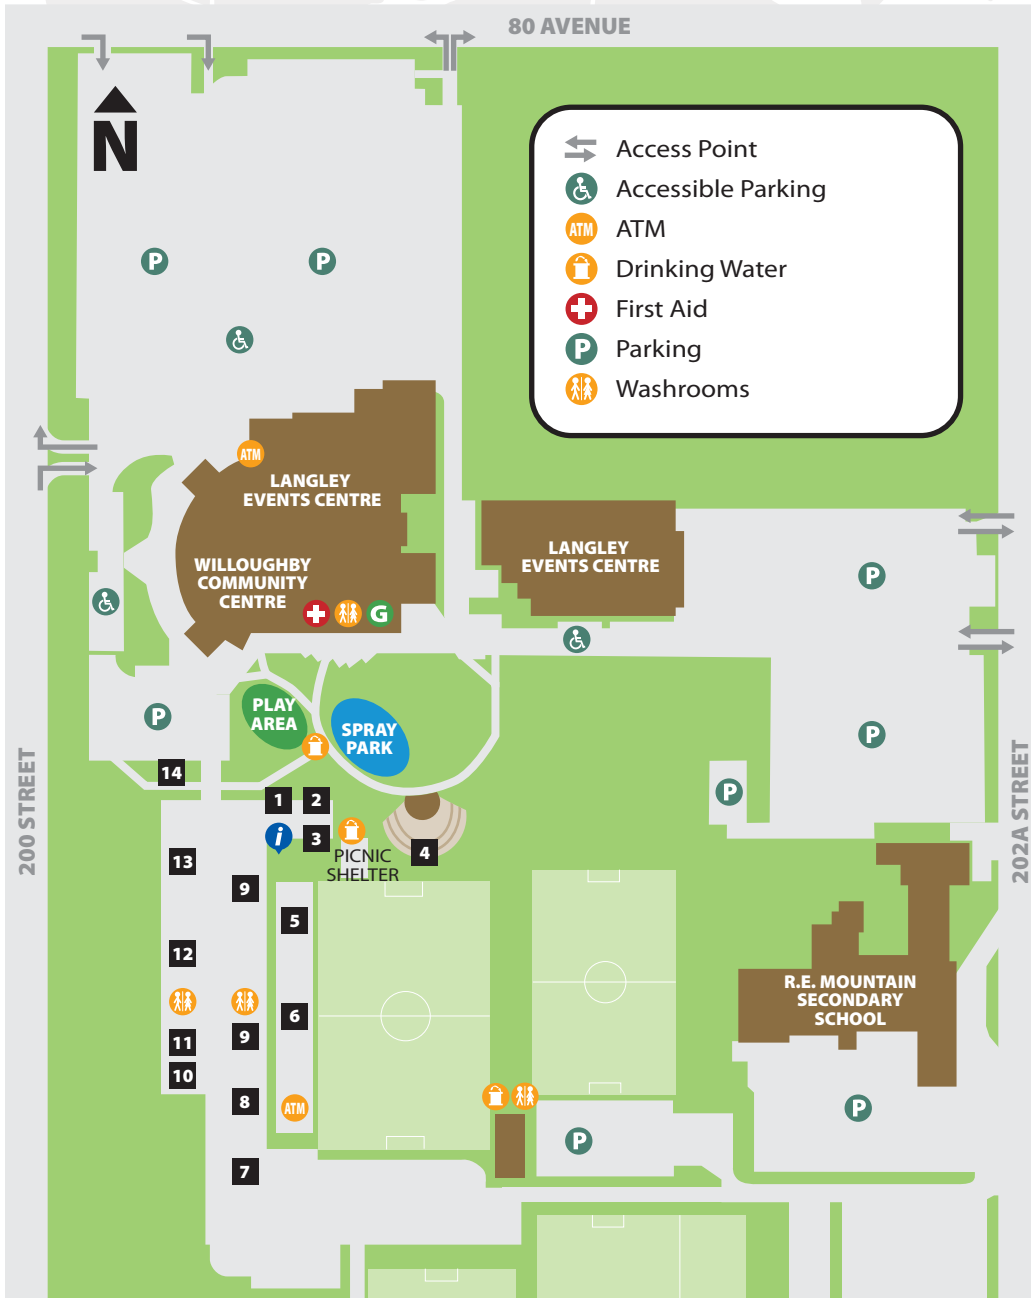 80 AVENUE
N
Access Point
Accessible Parking
ATM
ATM
Drinking Water
First Aid
P
Parking
Washrooms
P
P
ATM
LANGLEY
EVENTS CENTRE
WILLOUGHBY
COMMUNITY
CENTRE
G
LANGLEY
EVENTS CENTRE
P
P
PLAY
AREA
SPRAY
PARK
P
P
200 STREET
202A STREET
14
1
2
i
3
PICNIC
SHELTER
4
13
9
5
12
6
11
9
10
8
ATM
7
R.E. MOUNTAIN
SECONDARY
SCHOOL
P
P